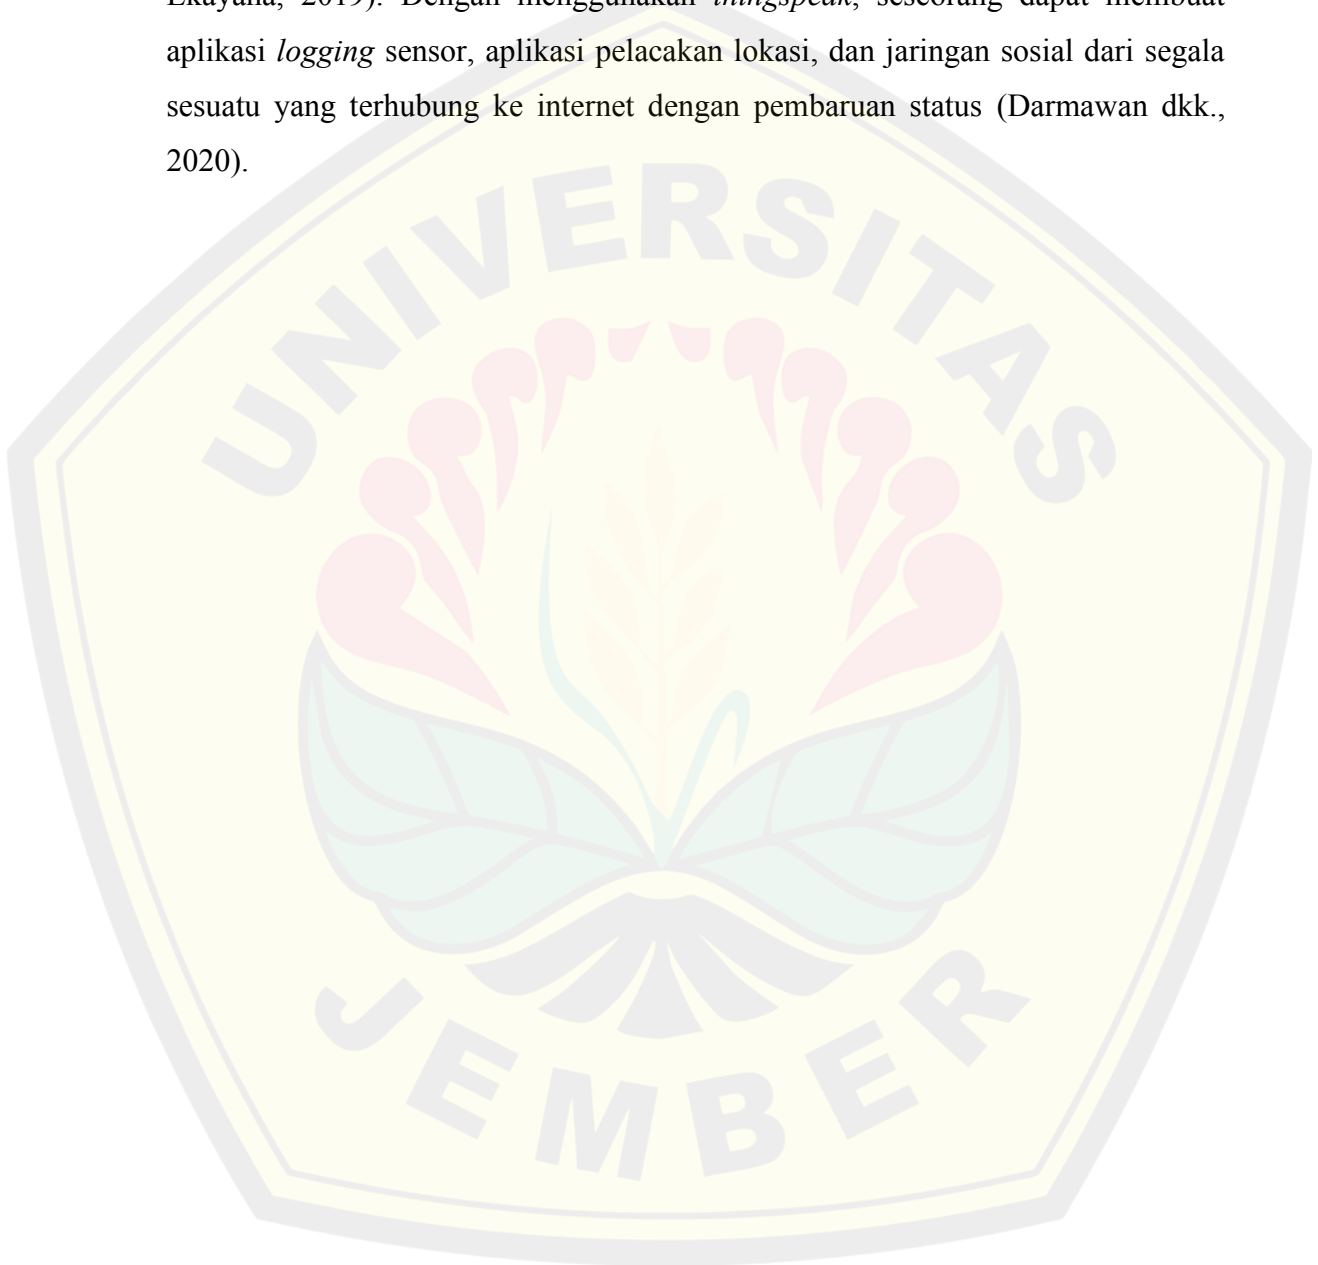 Ekayana, 2019). Dengan menggunakan thingspeak, seseorang dapat membuat
aplikasi logging sensor, aplikasi pelacakan lokasi, dan jaringan sosial dari segala
sesuatu yang terhubung ke internet dengan pembaruan status (Darmawan dkk.,
2020).
UNIVERSITAS
JEMBER